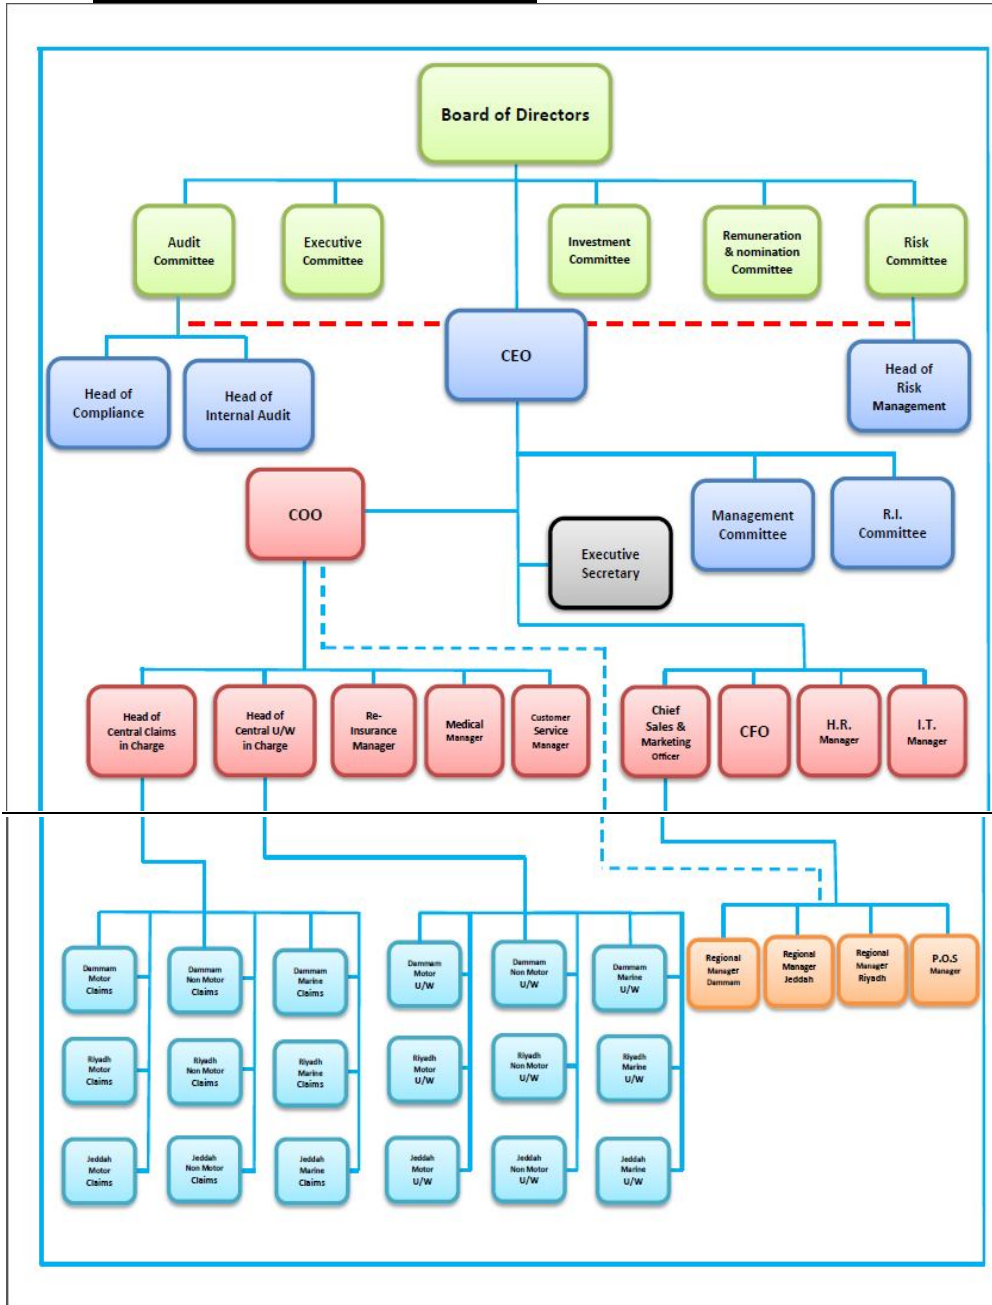 Board of Directors
Audit
Committee
Executive
Committee
Investment
Committee
Remuneration
& nomination
Committee
Risk
Committee
CEO
Head of
Compliance
Head of
Internal Audit
Head of
Risk
Management
COO
Management
Committee
R.I.
Committee
Executive
Secretary
Head of
Central Claims
in Charge
Head of
Central U/W
in Charge
Re-
Insurance
Manager
Medical
Manager
Customer
Service
Manager
Chief
Sales &
Marketing
Officer
CFO
H.R.
Manager
I.T.
Manager
Dammam
Motor
Claims
Dammam
Non Motor
Claims
Dammam
Marine
Claims
Dammam
Motor
U/W
Dammam
Non Motor
U/W
Dammam
Marine
U/W
Regional
Manager
Dammam
Regional
Manager
Jeddah
Regional
Manager
Riyadh
P.O.S
Manager
Riyadh
Motor
Claims
Riyadh
Non Motor
Claims
Riyadh
Marine
Claims
Riyadh
Motor
U/W
Riyadh
Non Motor
U/W
Riyadh
Marine
U/W
Jeddah
Motor
Claims
Jeddah
Non Motor
Claims
Jeddah
Marine
Claims
Jeddah
Motor
U/W
Jeddah
Non Motor
U/W
Jeddah
Marine
U/W